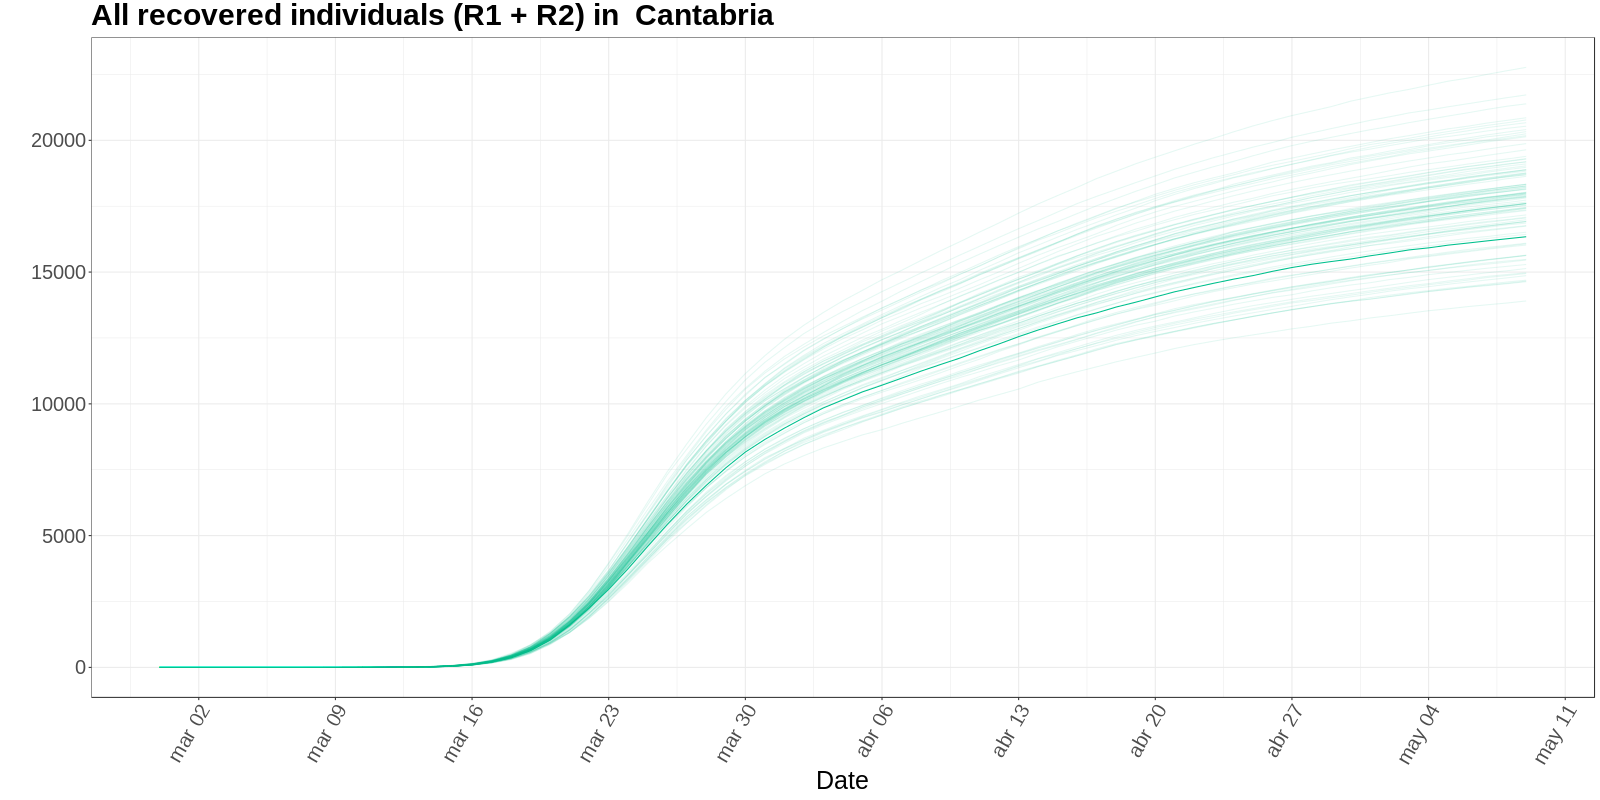 All recovered individuals (R1 + R2) in  Cantabria
20000
15000
10000
5000
0
mar 02
mar 09
mar 16
mar 23
mar 30
abr 06
abr 13
abr 20
abr 27
may 04
may 11
Date